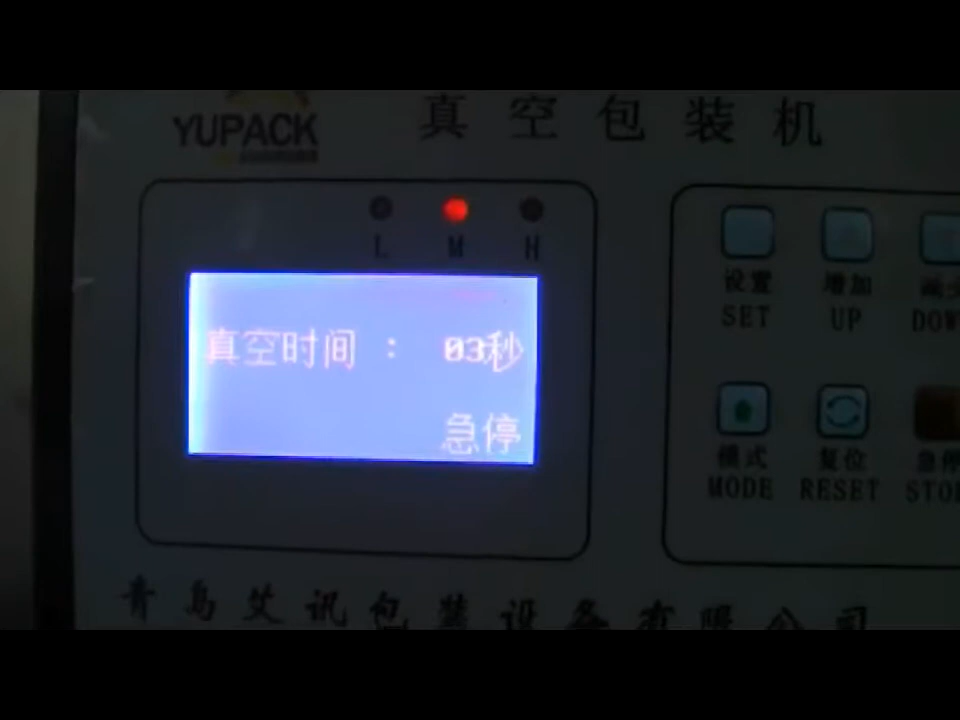 YUPACK
真空包装机
L M H
真空时间： 03秒
急停
设置 增加
SET UP
模式 复位
MODE RESET
青岛艾讯包装设备有限公司